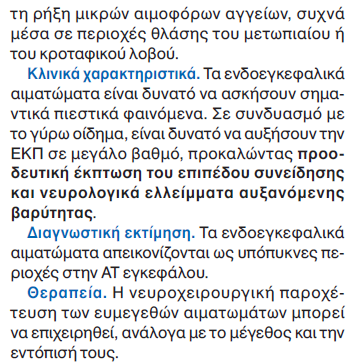 τη ρήξη μικρών αιμοφόρων αγγείων, συχνά
μέσα σε περιοχές θλάσης του μετωπιαίου ή
του κροταφικού λοβού.
Κλινικά χαρακτηριστικά. Τα ενδοεγκεφαλικά
αιματώματα είναι δυνατό να ασκήσουν σημα-
ντικά πιεστικά φαινόμενα. Σε συνδυασμό με
το γύρω οίδημα, είναι δυνατό να αυξήσουν την
ΕΚΠ σε μεγάλο βαθμό, προκαλώντας προο-
δευτική έκπτωση του επιπέδου συνείδησης
και νευρολογικά ελλείμματα αυξανόμενης
βαρύτητας.
Διαγνωστική εκτίμηση. Τα ενδοεγκεφαλικά
αιματώματα απεικονίζονται ως υπόπυκνες πε-
ριοχές στην ΑΤ εγκεφάλου.
Θεραπεία. Η νευροχειρουργική παροχέ-
τευση των ευμεγεθών αιματωμάτων μπορεί
να επιχειρηθεί, ανάλογα με το μέγεθος και την
εντόπισή τους.